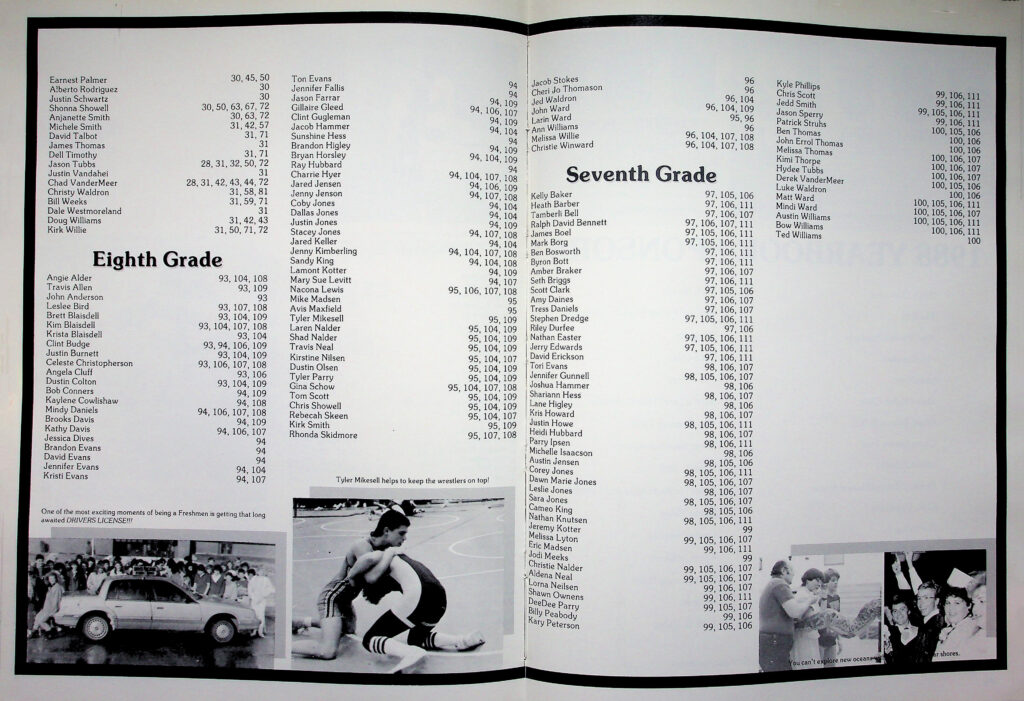 Earnest Palmer 30, 45, 50
Alberto Rodriguez 30
Justin Schwartz 30
Shonna Showell 30, 50, 63, 67, 72
Anjanette Smith 30, 63, 72
Michele Smith 31, 42, 57
David Talbot 31, 71
James Thomas 31
Dell Timothy 31, 71
Jason Tubbs 28, 31, 32, 50, 72
Justin Vandahei 31
Chad VanderMeer 28, 31, 42, 43, 44, 72
Christy Waldron 31, 58, 81
Bill Weeks 31, 59, 71
Dale Westmoreland 31
Doug Williams 31, 42, 43
Kirk Willie 31, 50, 71, 72
Eighth Grade
Angie Alder 93, 104, 108
Travis Allen 93, 109
John Anderson 93
Leslee Bird 93, 107, 108
Brett Blaisdell 93, 104, 109
Kim Blaisdell 93, 104, 107, 108
Krista Blaisdell 93, 104
Clint Budge 93, 94, 106, 109
Justin Burnett 93, 104, 109
Celeste Christopherson 93, 106, 107, 108
Angela Cluff 93, 106
Dustin Colton 93, 104, 109
Bob Conners 94, 109
Kaylene Cowlishaw 94, 108
Mindy Daniels 94, 106, 107, 108
Brooks Davis 94, 109
Kathy Davis 94, 106, 107
Jessica Dives 94
Brandon Evans 94
David Evans 94
Jennifer Evans 94, 104
Kristi Evans 94, 107
One of the most exciting moments of being a Freshmen is getting that long
awaited DRIVERS LICENSE!!!
Ton Evans 94
Jennifer Fallis 94
Jason Farrar 94, 109
Gillaire Gleed 94, 106, 107
Clint Gugleman 94, 109
Jacob Hammer 94, 104
Sunshine Hess 94
Brandon Higley 94, 109
Bryan Horsley 94, 104, 109
Ray Hubbard 94
Charrie Hyer 94, 104, 107, 108
Jared Jensen 94, 106, 109
Jenny Jenson 94, 107, 108
Coby Jones 94, 104
Dallas Jones 94, 104
Justin Jones 94, 109
Stacey Jones 94, 107, 108
Jared Keller 94, 104
Jenny Kimberling 94, 104, 107, 108
Sandy King 94, 104, 108
Lamont Kotter 94, 109
Mary Sue Levitt 94, 107
Nacona Lewis 95, 106, 107, 108
Mike Madsen 95
Avis Maxfield 95
Tyler Mikesell 95, 109
Laren Nalder 95, 104, 109
Shad Nalder 95, 104, 109
Travis Neal 95, 104, 109
Kirstine Nilsen 95, 104, 107
Dustin Olsen 95, 104, 109
Tyler Parry 95, 104, 109
Gina Schow 95, 104, 107, 108
Tom Scott 95, 104, 109
Chris Showell 95, 104, 109
Rebecah Skeen 95, 104, 107
Kirk Smith 95, 109
Rhonda Skidmore 95, 107, 108
Tyler Mikesell helps to keep the wrestlers on top!
Jacob Stokes 96
Cheri Jo Thomason 96
Jed Waldron 96, 104
John Ward 96, 104, 109
Larin Ward 95, 96
Ann Williams 96
Melissa Willie 96, 104, 107, 108
Christie Winward 96, 104, 107, 108
Seventh Grade
Kelly Baker 97, 105, 106
Heath Barber 97, 106, 111
Tamberli Bell 97, 106, 107
Ralph David Bennett 97, 106, 107, 111
James Boel 97, 105, 106, 111
Mark Borg 97, 105, 106, 111
Ben Bosworth 97, 106, 111
Byron Bott 97, 106, 111
Amber Braker 97, 106, 107
Seth Briggs 97, 106, 111
Scott Clark 97, 105, 106
Amy Daines 97, 106, 107
Tress Daniels 97, 106, 107
Stephen Dredge 97, 105, 106, 111
Riley Durfee 97, 106
Nathan Easter 97, 105, 106, 111
Jerry Edwards 97, 105, 106, 111
David Erickson 97, 106, 111
Tori Evans 98, 106, 107
Jennifer Gunnell 98, 105, 106, 107
Joshua Hammer 98, 106
Shariann Hess 98, 106, 107
Lane Higley 98, 106
Kris Howard 98, 106, 107
Justin Howe 98, 105, 106, 111
Heidi Hubbard 98, 106, 107
Parry Ipsen 98, 106, 111
Michelle Isaacson 98, 106
Austin Jensen 98, 105, 106
Corey Jones 98, 105, 106, 111
Dawn Marie Jones 98, 105, 106, 107
Leslie Jones 98, 106, 107
Sara Jones 98, 105, 106, 107
Cameo King 98, 105, 106
Nathan Knutsen 98, 105, 106, 111
Jeremy Kotter 99
Melissa Lyton 99, 105, 106, 107
Eric Madsen 99, 106, 111
Jodi Meeks 99
Christie Nalder 99, 105, 106, 107
Aldena Neal 99, 105, 106, 107
Lorna Neilsen 99, 106, 107
Shawn Ownens 99, 106, 111
DeeDee Parry 99, 105, 107
Billy Peabody 99, 106
Kary Peterson 99, 105, 106
Kyle Phillips
Chris Scott 99, 106, 111
Jedd Smith 99, 105, 106, 111
Jason Sperry 99, 106, 111
Patrick Struhs 100, 105, 106
Ben Thomas 100, 106
John Errol Thomas 100, 106
Melissa Thomas 100, 106, 107
Kimi Thorpe 100, 106, 107
Hydee Tubbs 100, 106, 107
Derek VanderMeer 100, 105, 106
Luke Waldron 100, 106
Matt Ward 100, 105, 106, 111
Mindi Ward 100, 105, 106, 107
Austin Williams 100, 105, 106, 111
Bow Williams 100, 106, 111
Ted Williams 100
You can't explore new oceans
shores.